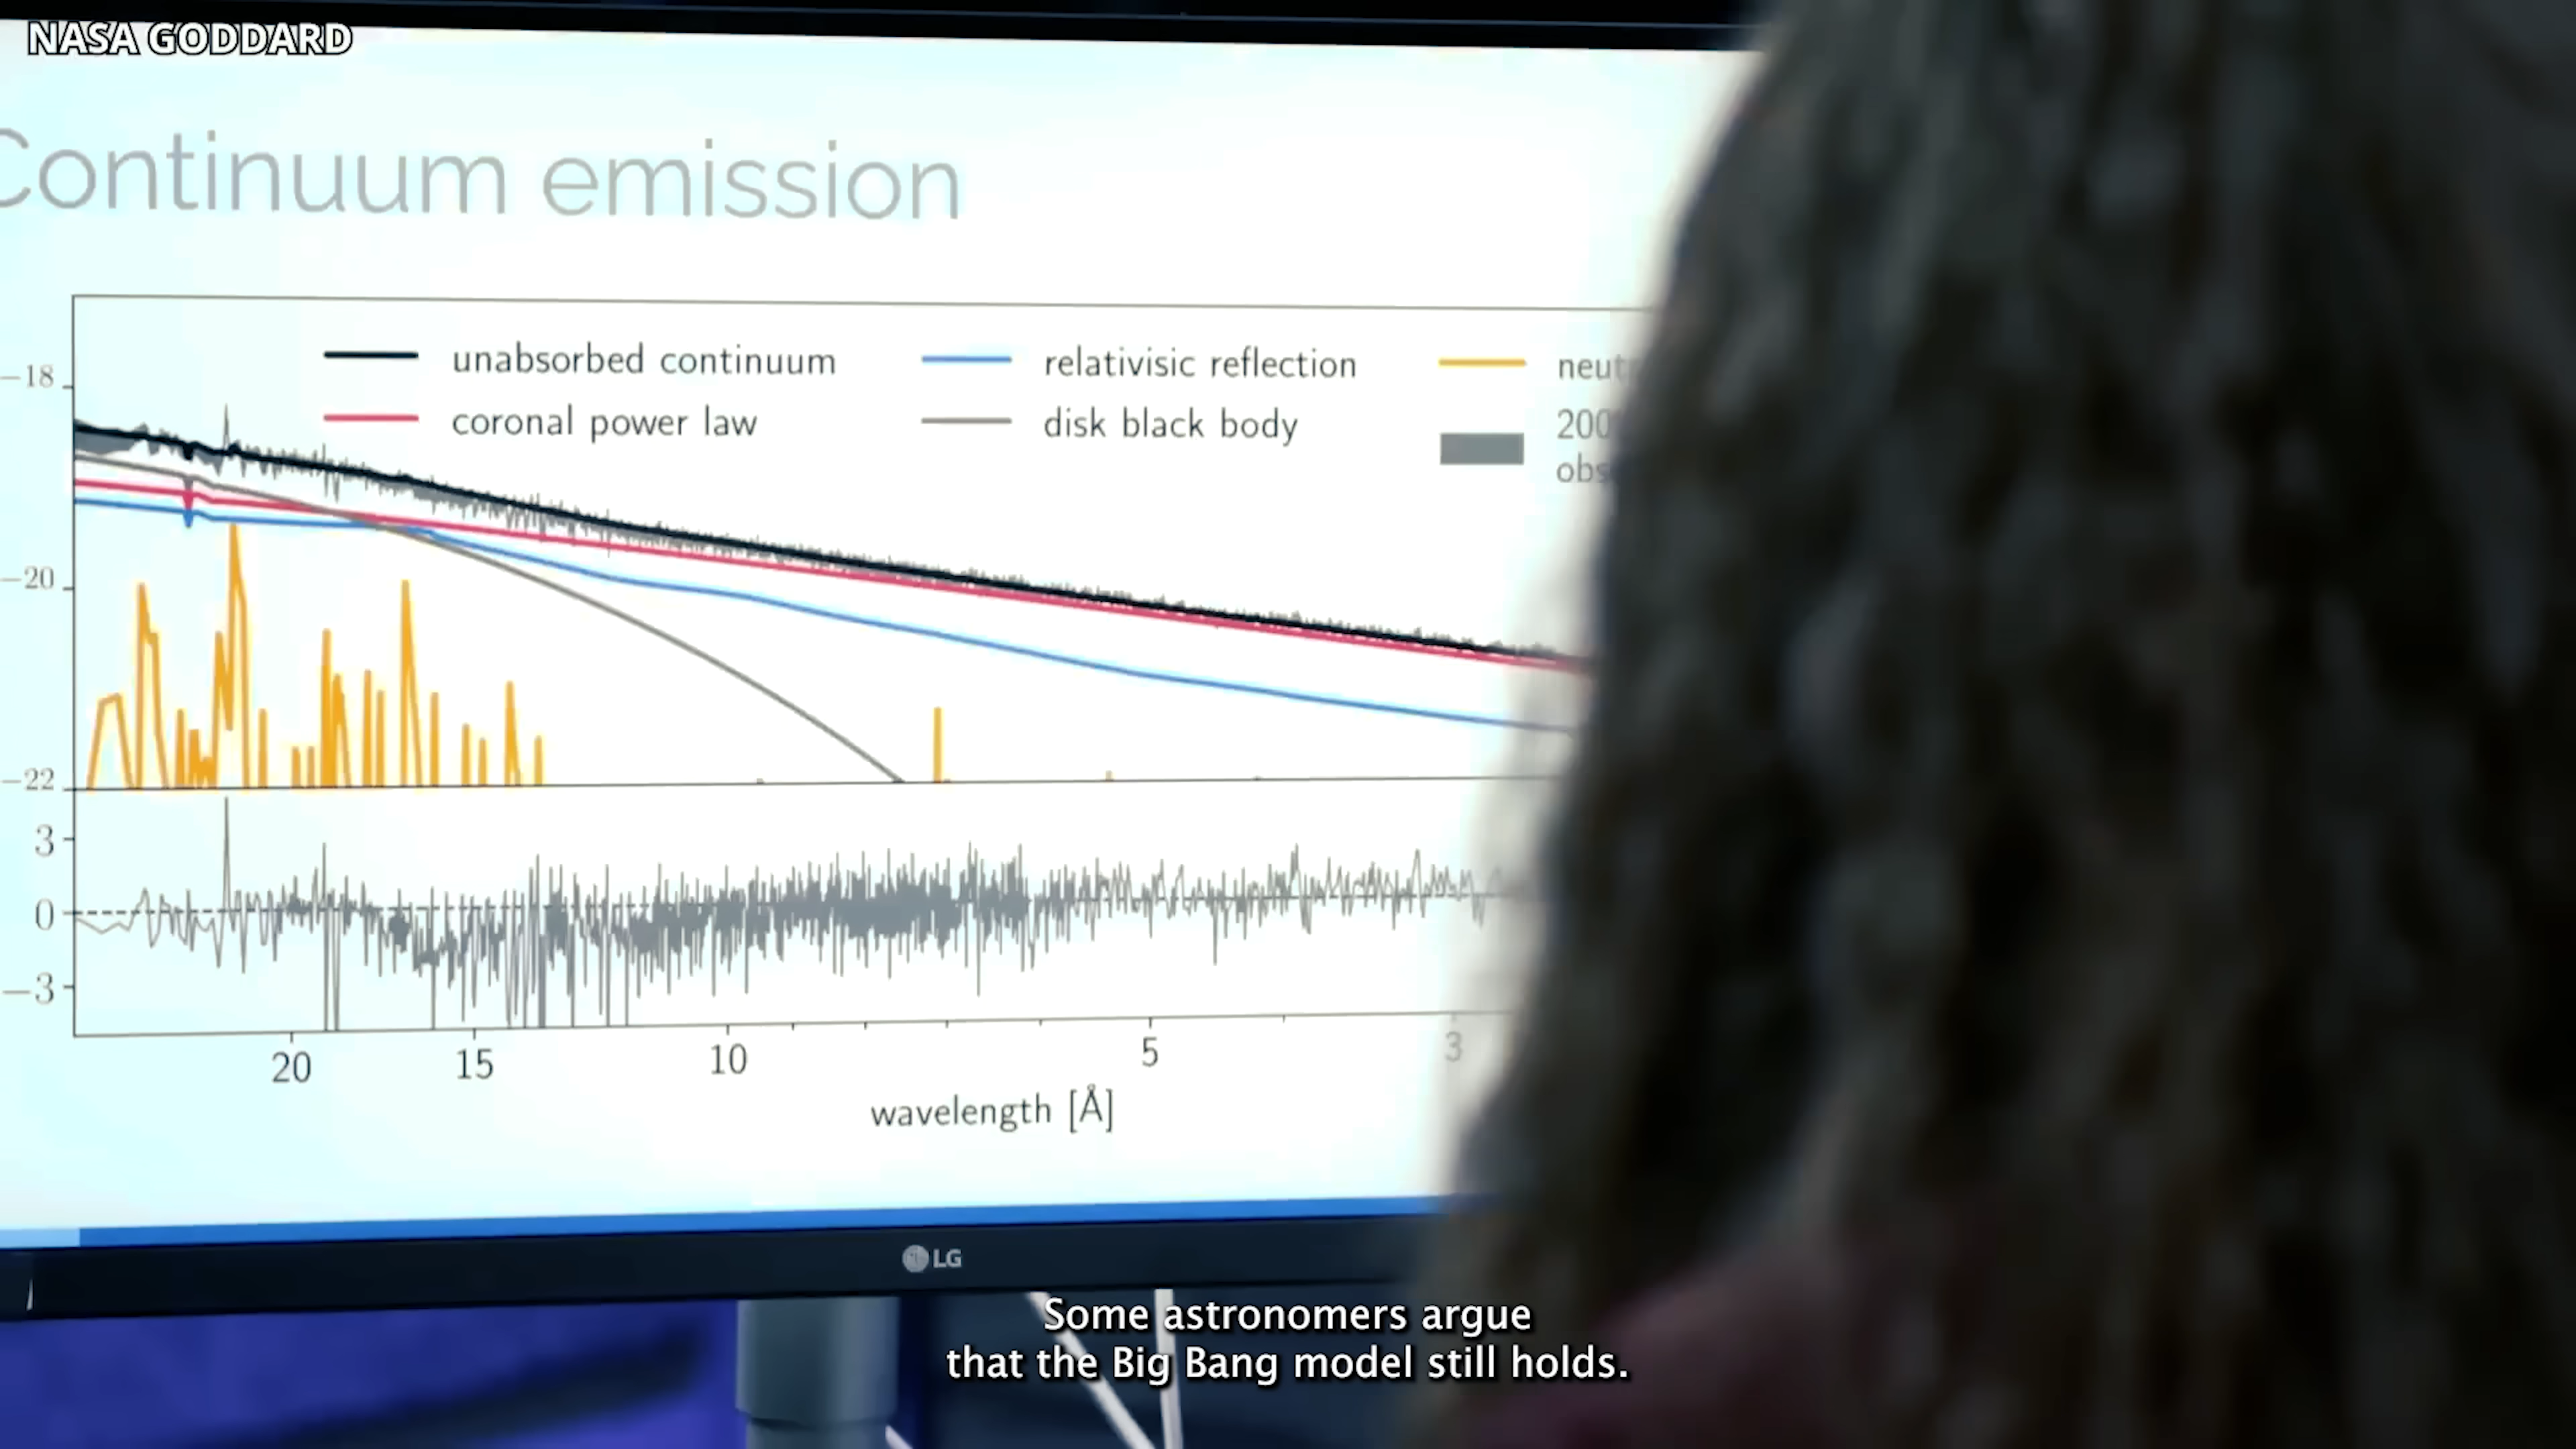 NASA GODDARD
Continuum emission
unabsorbed continuum
coronal power law
relativisic reflection
disk black body
-18
-20
-22
3
0
-3
20 15 10 5 3
wavelength [Å]
LG
Some astronomers argue
that the Big Bang model still holds.